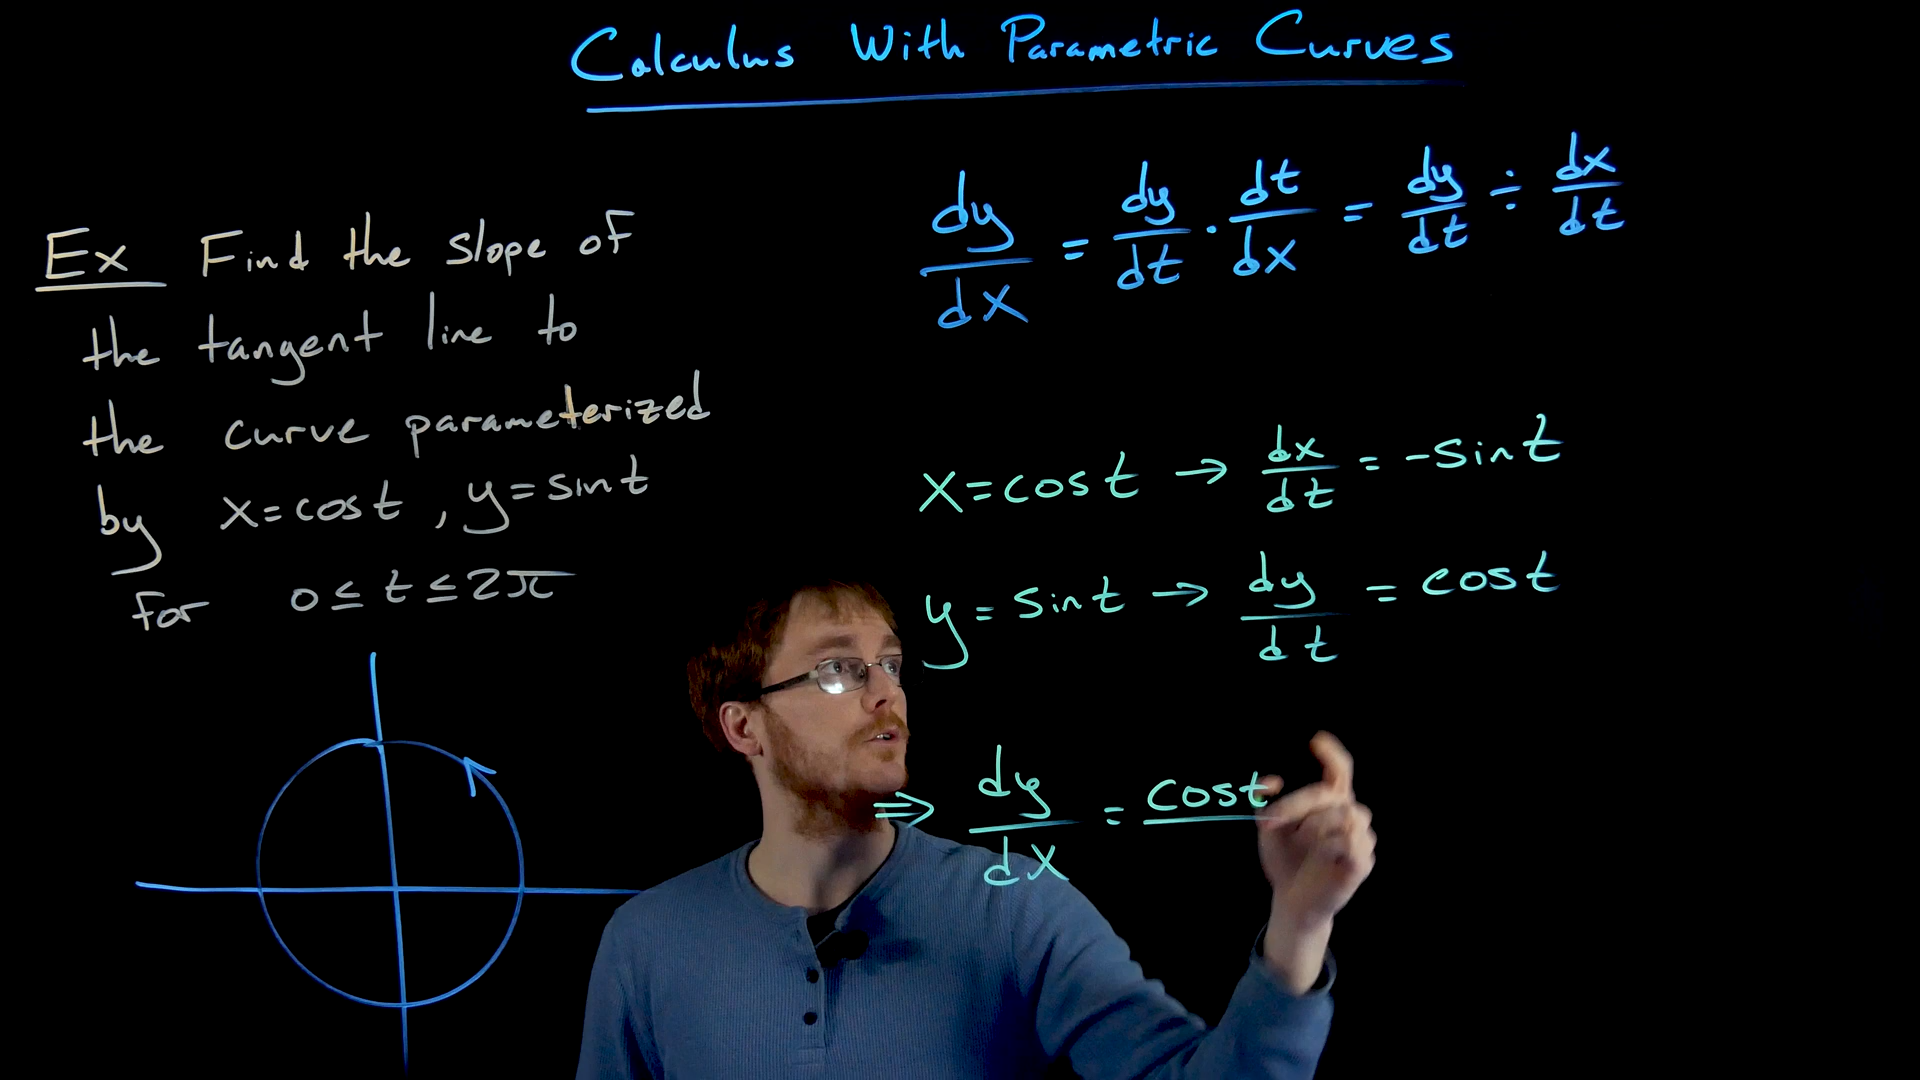 Calculus With Parametric Curves
Ex Find the slope of
the tangent line to
the curve parameterized
by x=cost, y=sint
for 0≤t≤2π
dy/dx = dy/dt · dt/dx = dy/dt ÷ dx/dt
x=cost → dx/dt = -sint
y=sint → dy/dt = cost
⇒ dy/dx = cost